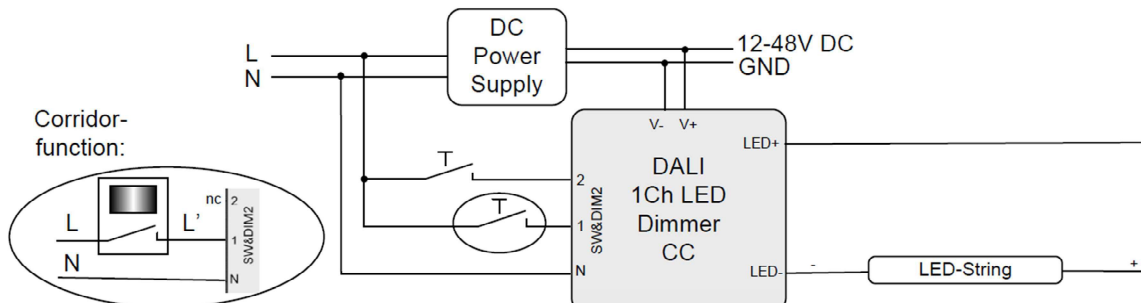 DC
Power
Supply
L
N
12-48V DC
GND
Corridor-
function:
V- V+
LED+
DALI
1Ch LED
Dimmer
CC
2
1
N
SW&DIM2
LED-
-
LED-String
+
nc
2
L
L’
1
N
N
SW&DIM2